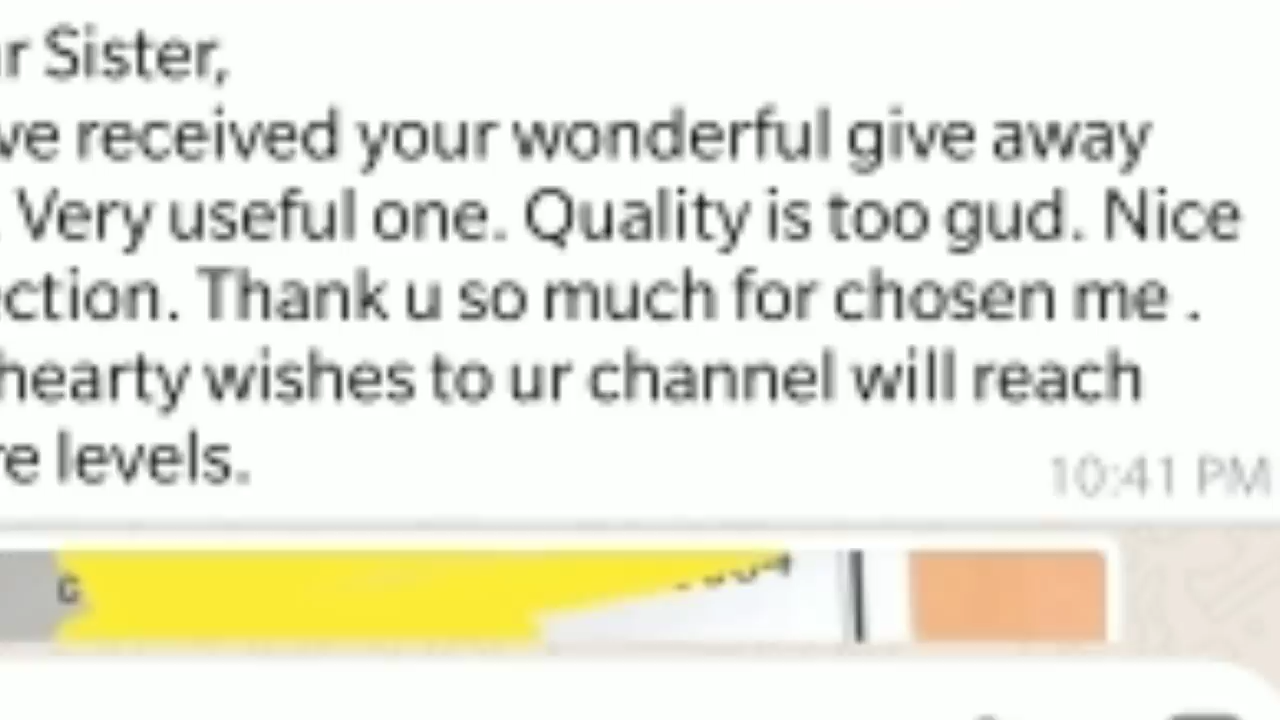 r Sister,
ve received your wonderful give away
. Very useful one. Quality is too gud. Nice
ction. Thank u so much for chosen me .
hearty wishes to ur channel will reach
re levels.
10:41 PM
G